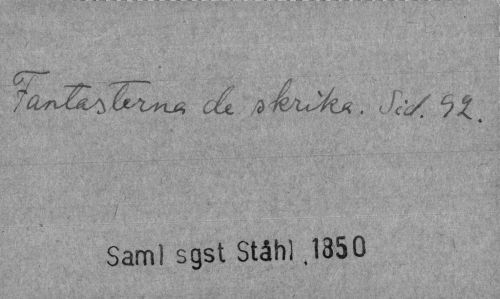 Fantasterna de skrika. Sid. 92.
Saml sgst Ståhl 1850